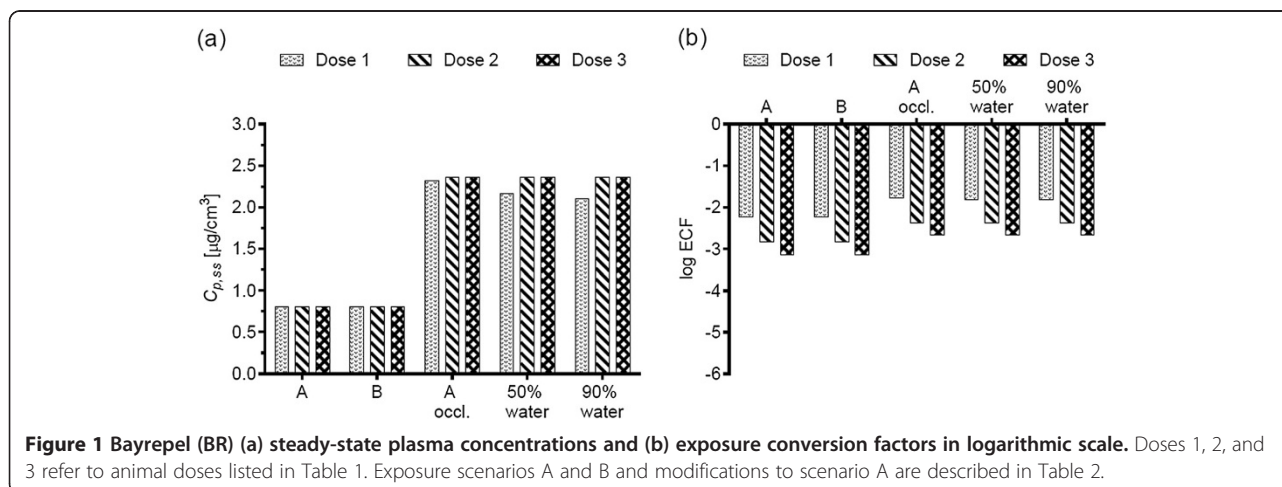 (a)
Dose 1 Dose 2 Dose 3
3.0
2.5
2.0
1.5
1.0
0.5
0.0
Cp,ss [µg/cm³]
A B A occl. 50% water 90% water
(b)
Dose 1 Dose 2 Dose 3
A B A occl. 50% water 90% water
0
-1
-2
-3
-4
-5
-6
log ECF
Figure 1 Bayrepel (BR) (a) steady-state plasma concentrations and (b) exposure conversion factors in logarithmic scale. Doses 1, 2, and
3 refer to animal doses listed in Table 1. Exposure scenarios A and B and modifications to scenario A are described in Table 2.